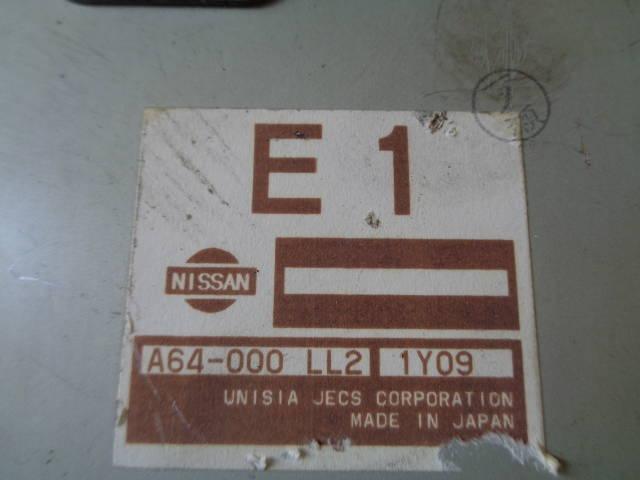 E 1
NISSAN
A64-000 LL2 1Y09
UNISIA JECS CORPORATION
MADE IN JAPAN